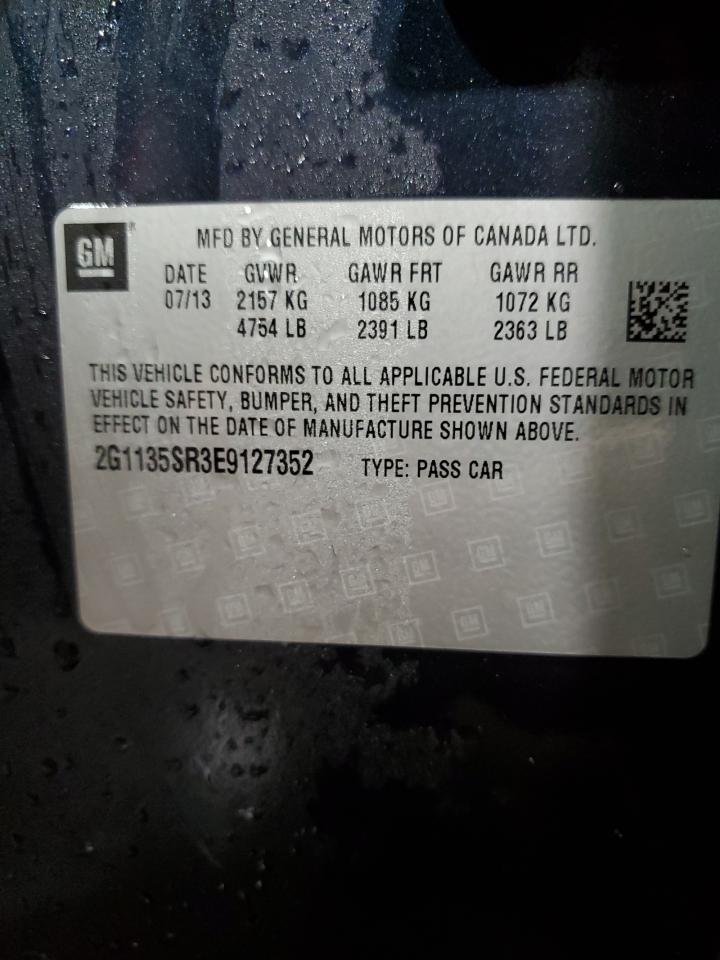 GM
MFD BY GENERAL MOTORS OF CANADA LTD.
DATE GVWR GAWR FRT GAWR RR
07/13 2157 KG 1085 KG 1072 KG
4754 LB 2391 LB 2363 LB
THIS VEHICLE CONFORMS TO ALL APPLICABLE U.S. FEDERAL MOTOR
VEHICLE SAFETY, BUMPER, AND THEFT PREVENTION STANDARDS IN
EFFECT ON THE DATE OF MANUFACTURE SHOWN ABOVE.
2G1135SR3E9127352 TYPE: PASS CAR